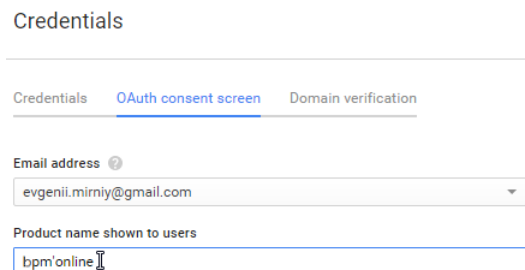 Credentials
Credentials OAuth consent screen Domain verification
Email address ?
evgenii.mirniy@gmail.com
Product name shown to users
bpm'online